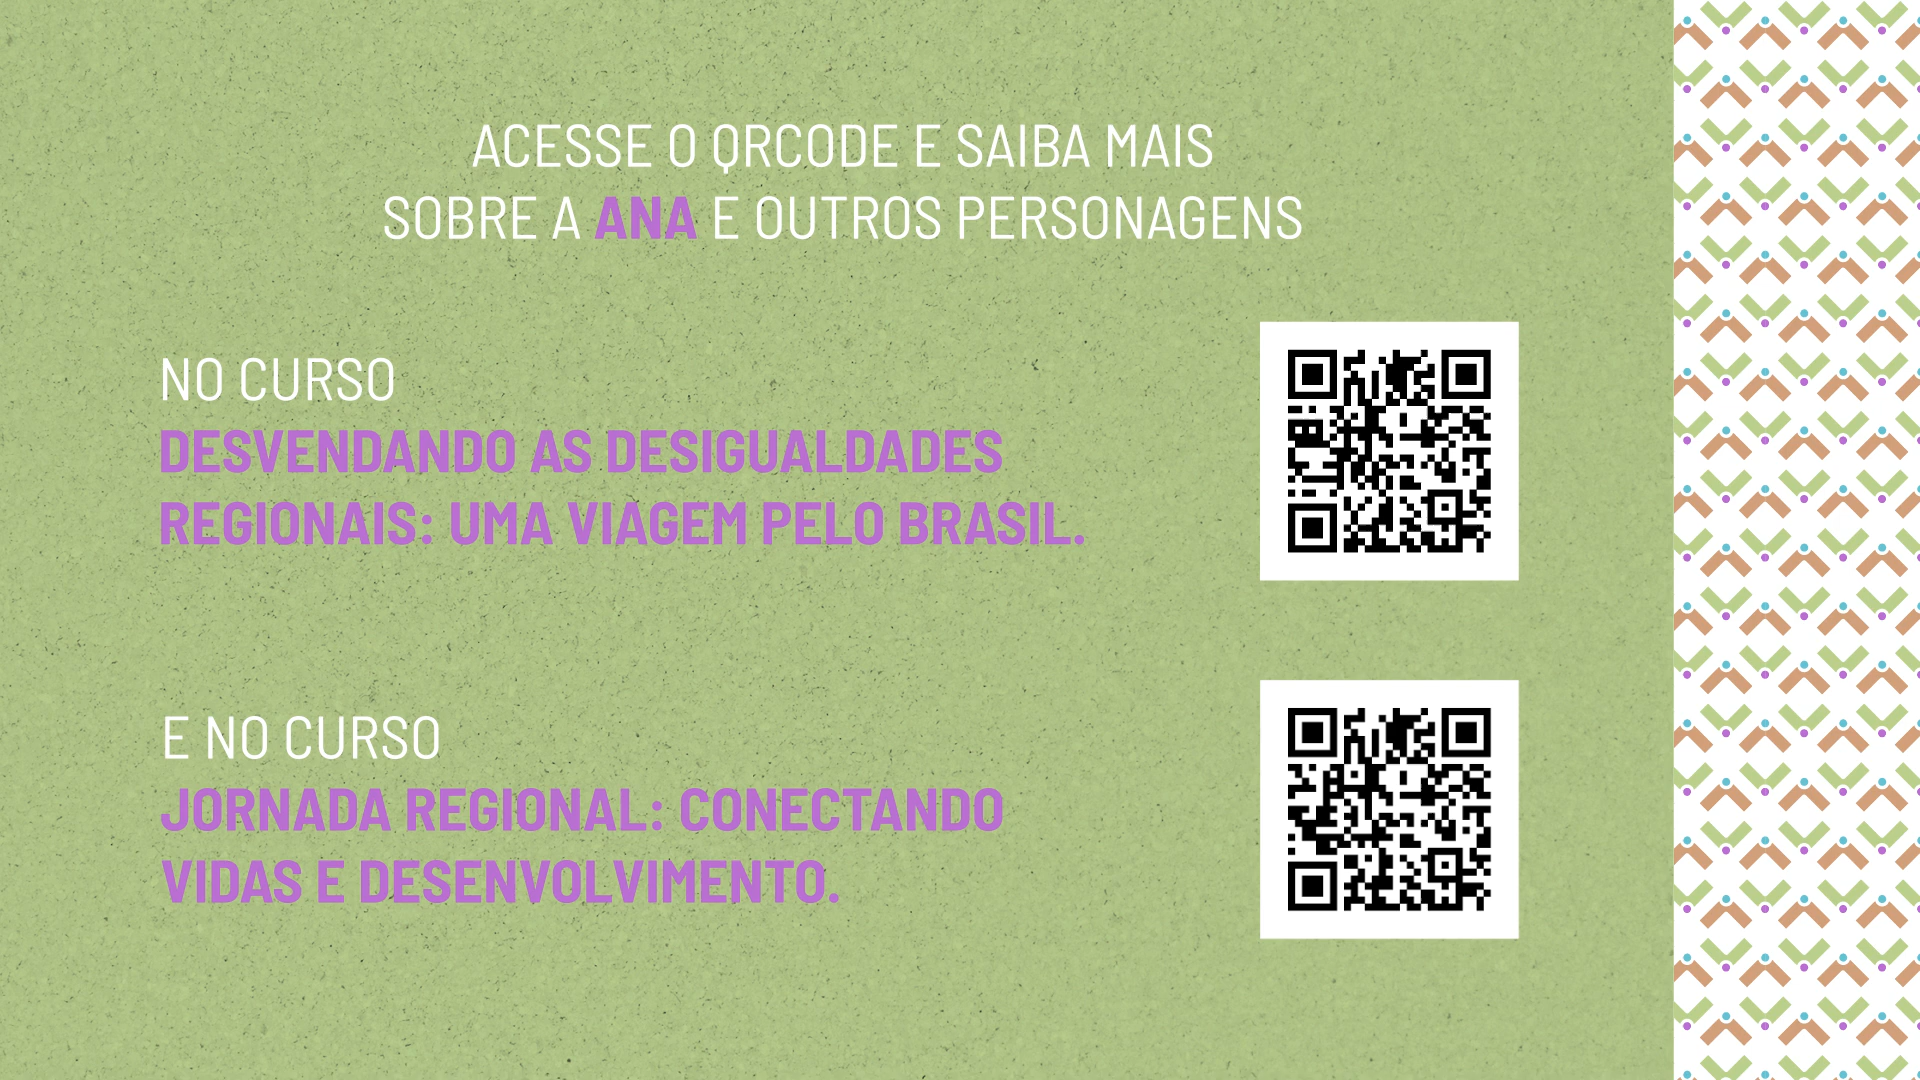 ACESSE O QRCODE E SAIBA MAIS
SOBRE A ANA E OUTROS PERSONAGENS
NO CURSO
DESVENDANDO AS DESIGUALDADES
REGIONAIS: UMA VIAGEM PELO BRASIL.
E NO CURSO
JORNADA REGIONAL: CONECTANDO
VIDAS E DESENVOLVIMENTO.